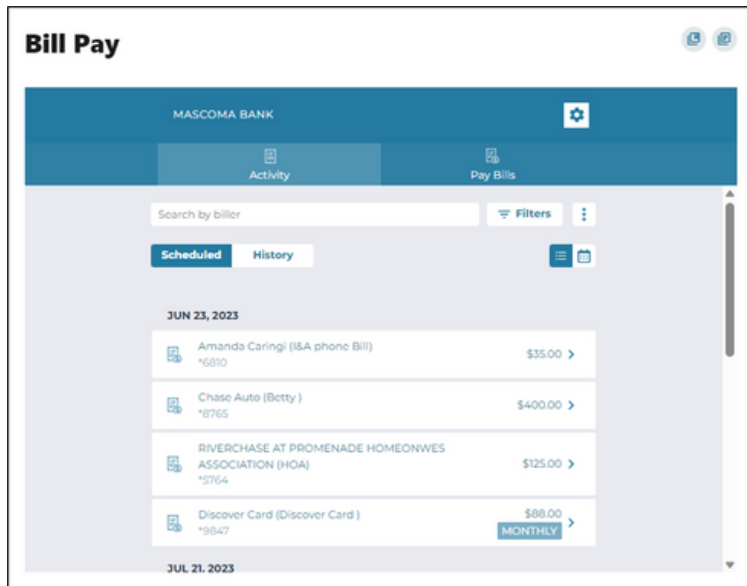 Bill Pay
MASCOMA BANK
Activity
Pay Bills
Search by biller
Filters
Scheduled
History
JUN 23, 2023
Amanda Caringi (I&A phone Bill)
$35.00
*6810
Chase Auto (Betty )
$400.00
*8765
RIVERCHASE AT PROMENADE HOMEONWES
ASSOCIATION (HOA)
$125.00
*5764
Discover Card (Discover Card )
$88.00
*9847
MONTHLY
JUL 21, 2023